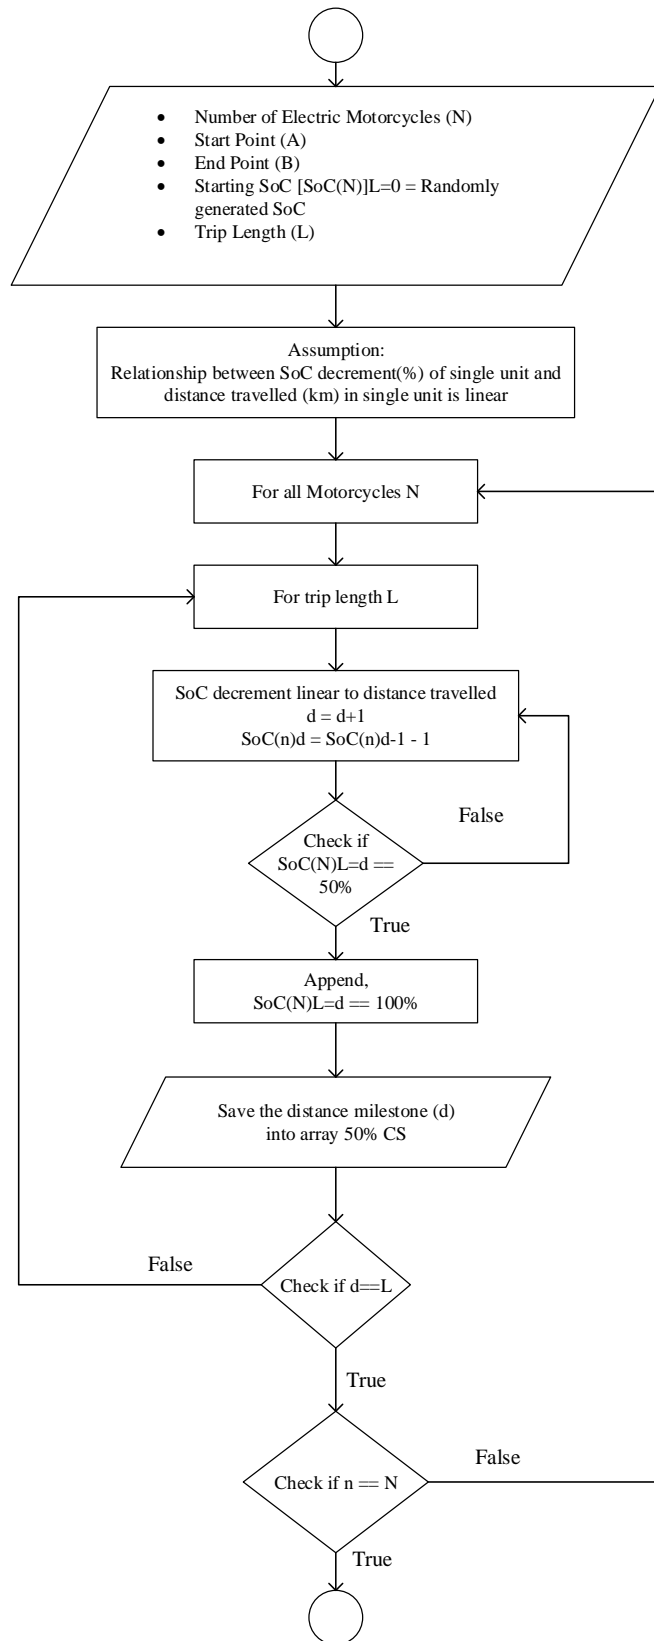 • Number of Electric Motorcycles (N)
• Start Point (A)
• End Point (B)
• Starting SoC [SoC(N)]L=0 = Randomly
generated SoC
• Trip Length (L)
Assumption:
Relationship between SoC decrement(%) of single unit and
distance travelled (km) in single unit is linear
For all Motorcycles N
For trip length L
SoC decrement linear to distance travelled
d = d+1
SoC(n)d = SoC(n)d-1 - 1
False
Check if
SoC(N)L=d ==
50%
True
Append,
SoC(N)L=d == 100%
Save the distance milestone (d)
into array 50% CS
False
Check if d==L
True
False
Check if n == N
True